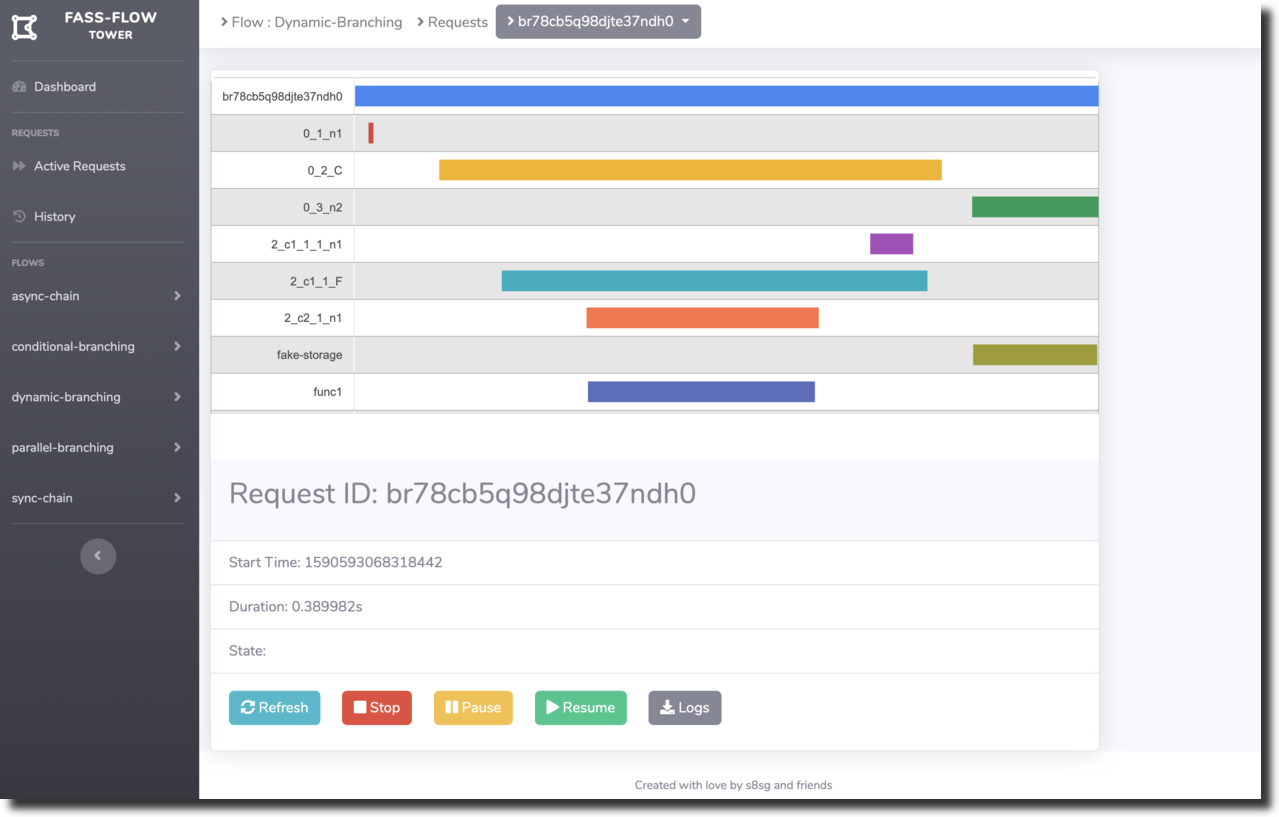 FASS-FLOW
TOWER
Dashboard
REQUESTS
Active Requests
History
FLOWS
async-chain
conditional-branching
dynamic-branching
parallel-branching
sync-chain
Flow : Dynamic-Branching Requests br78cb5q98djte37ndh0
br78cb5q98djte37ndh0
0_1_n1
0_2_C
0_3_n2
2_c1_1_1_n1
2_c1_1_F
2_c2_1_n1
fake-storage
func1
Request ID: br78cb5q98djte37ndh0
Start Time: 1590593068318442
Duration: 0.389982s
State:
Refresh Stop Pause Resume Logs
Created with love by s8sg and friends